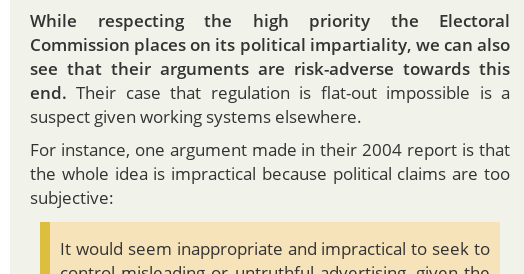 While respecting the high priority the Electoral
Commission places on its political impartiality, we can also
see that their arguments are risk-adverse towards this
end. Their case that regulation is flat-out impossible is a
suspect given working systems elsewhere.
For instance, one argument made in their 2004 report is that
the whole idea is impractical because political claims are too
subjective:
It would seem inappropriate and impractical to seek to
control misleading or untruthful advertising, given the